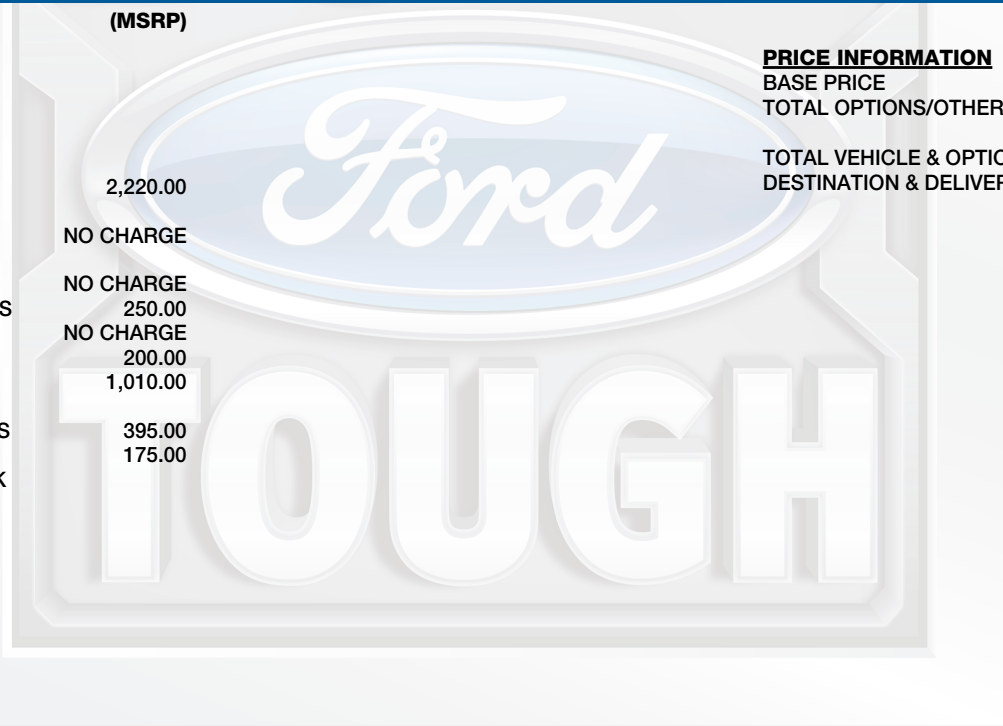 (MSRP)
2,220.00
NO CHARGE
NO CHARGE
S 250.00
NO CHARGE
200.00
1,010.00
S 395.00
175.00
K
PRICE INFORMATION
BASE PRICE
TOTAL OPTIONS/OTHER
TOTAL VEHICLE & OPTIO
DESTINATION & DELIVER
Ford
TOUGH